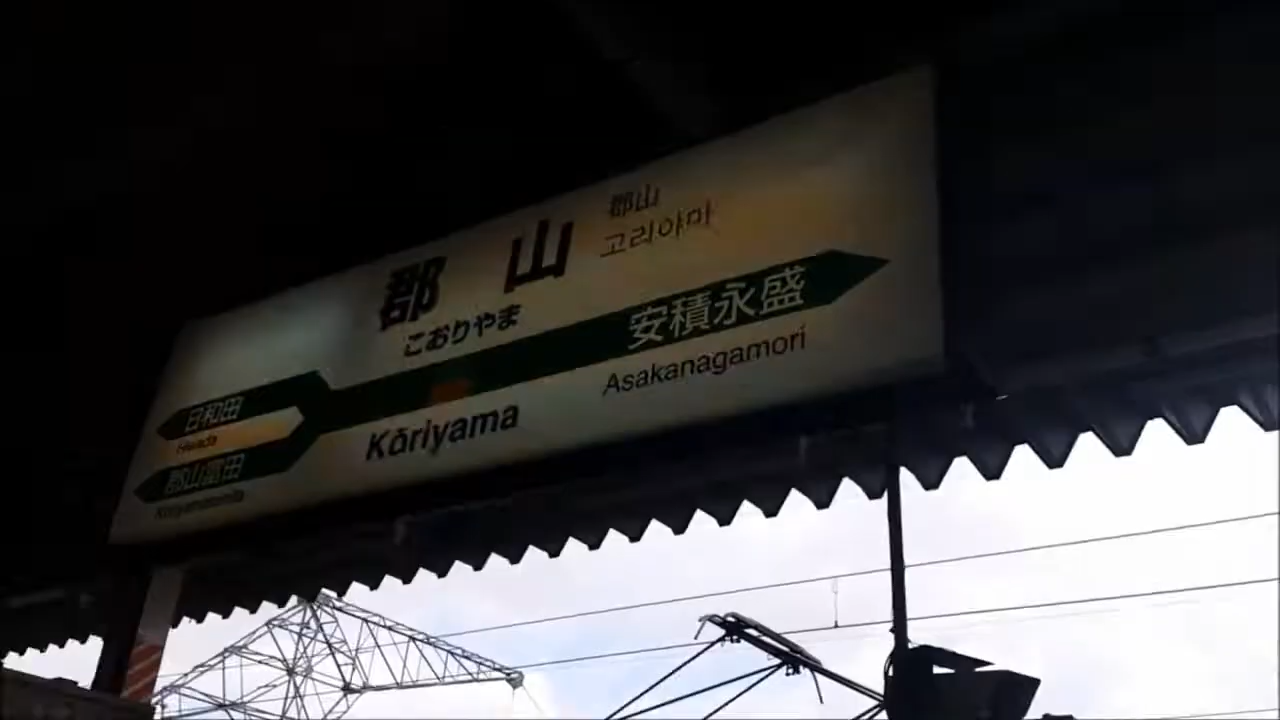 郡山
郡山
고리야마
こおりやま
安積永盛
Asakanagamori
日和田
Hiwada
Kōriyama
郡山富田
Kōriyamatomita